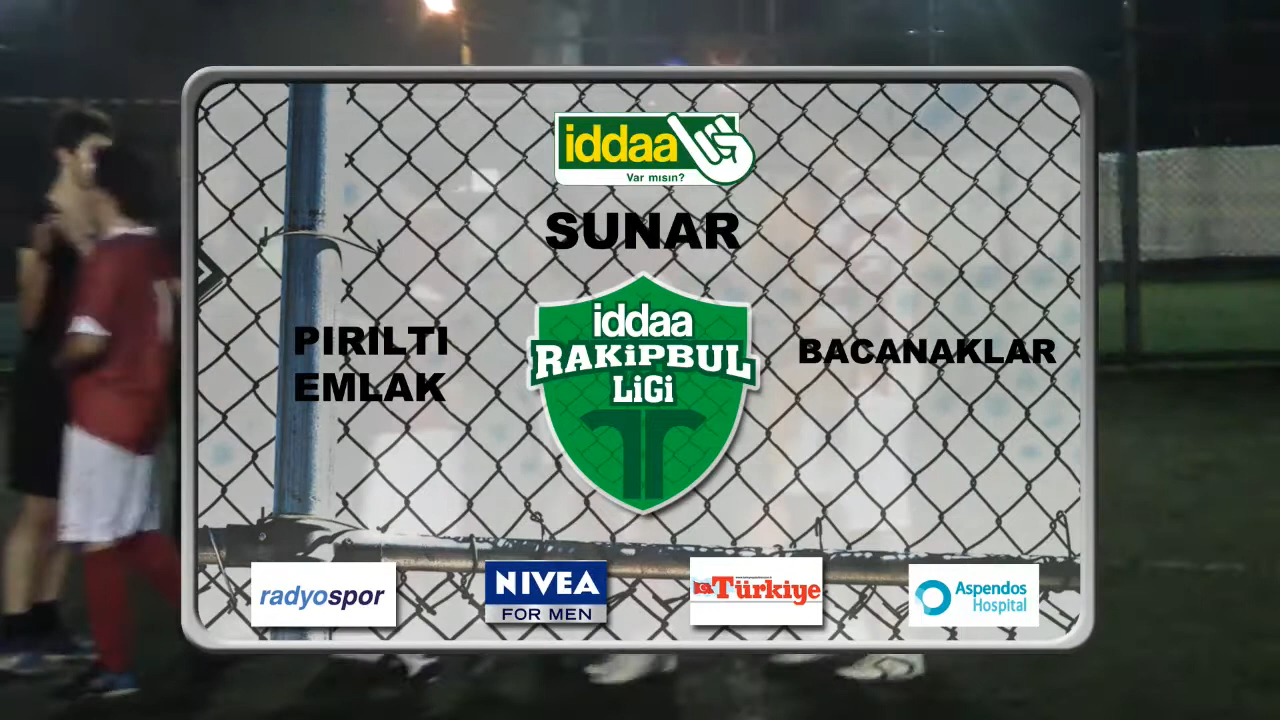 iddaa
Var mısın?
SUNAR
iddaa
RAKiPBUL
LiGi
PIRILTI
EMLAK
BACANAKLAR
radyospor
NIVEA
FOR MEN
Türkiye
Aspendos
Hospital